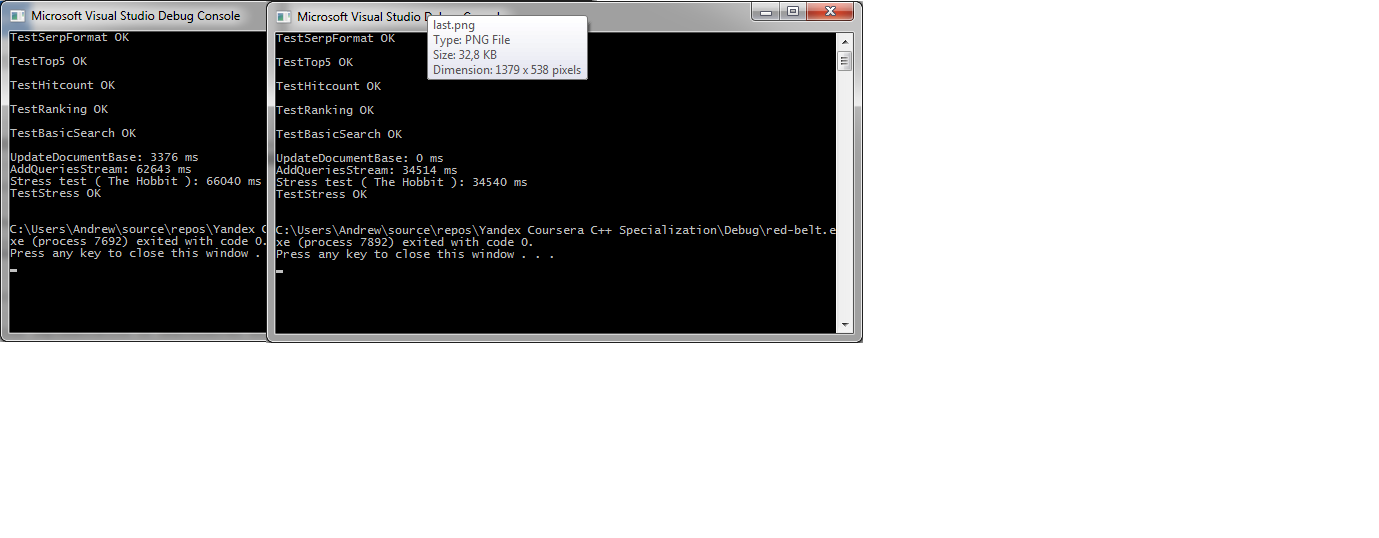 Microsoft Visual Studio Debug Console
TestSerpFormat OK
TestTop5 OK
TestHitcount OK
TestRanking OK
TestBasicSearch OK
UpdateDocumentBase: 3376 ms
AddQueriesStream: 62643 ms
Stress test ( The Hobbit ): 66040 ms
TestStress OK
C:\Users\Andrew\source\repos\Yandex
xe (process 7692) exited with code 0.
Press any key to close this window .
Microsoft Visual Studio
last.png
Type: PNG File
Size: 32,8 KB
Dimension: 1379 x 538 pixels
TestSerpFormat OK
TestTop5 OK
TestHitcount OK
TestRanking OK
TestBasicSearch OK
UpdateDocumentBase: 0 ms
AddQueriesStream: 34514 ms
Stress test ( The Hobbit ): 34540 ms
TestStress OK
C:\Users\Andrew\source\repos\Yandex Coursera C++ Specialization\Debug\red-belt.e
xe (process 7892) exited with code 0.
Press any key to close this window . . .